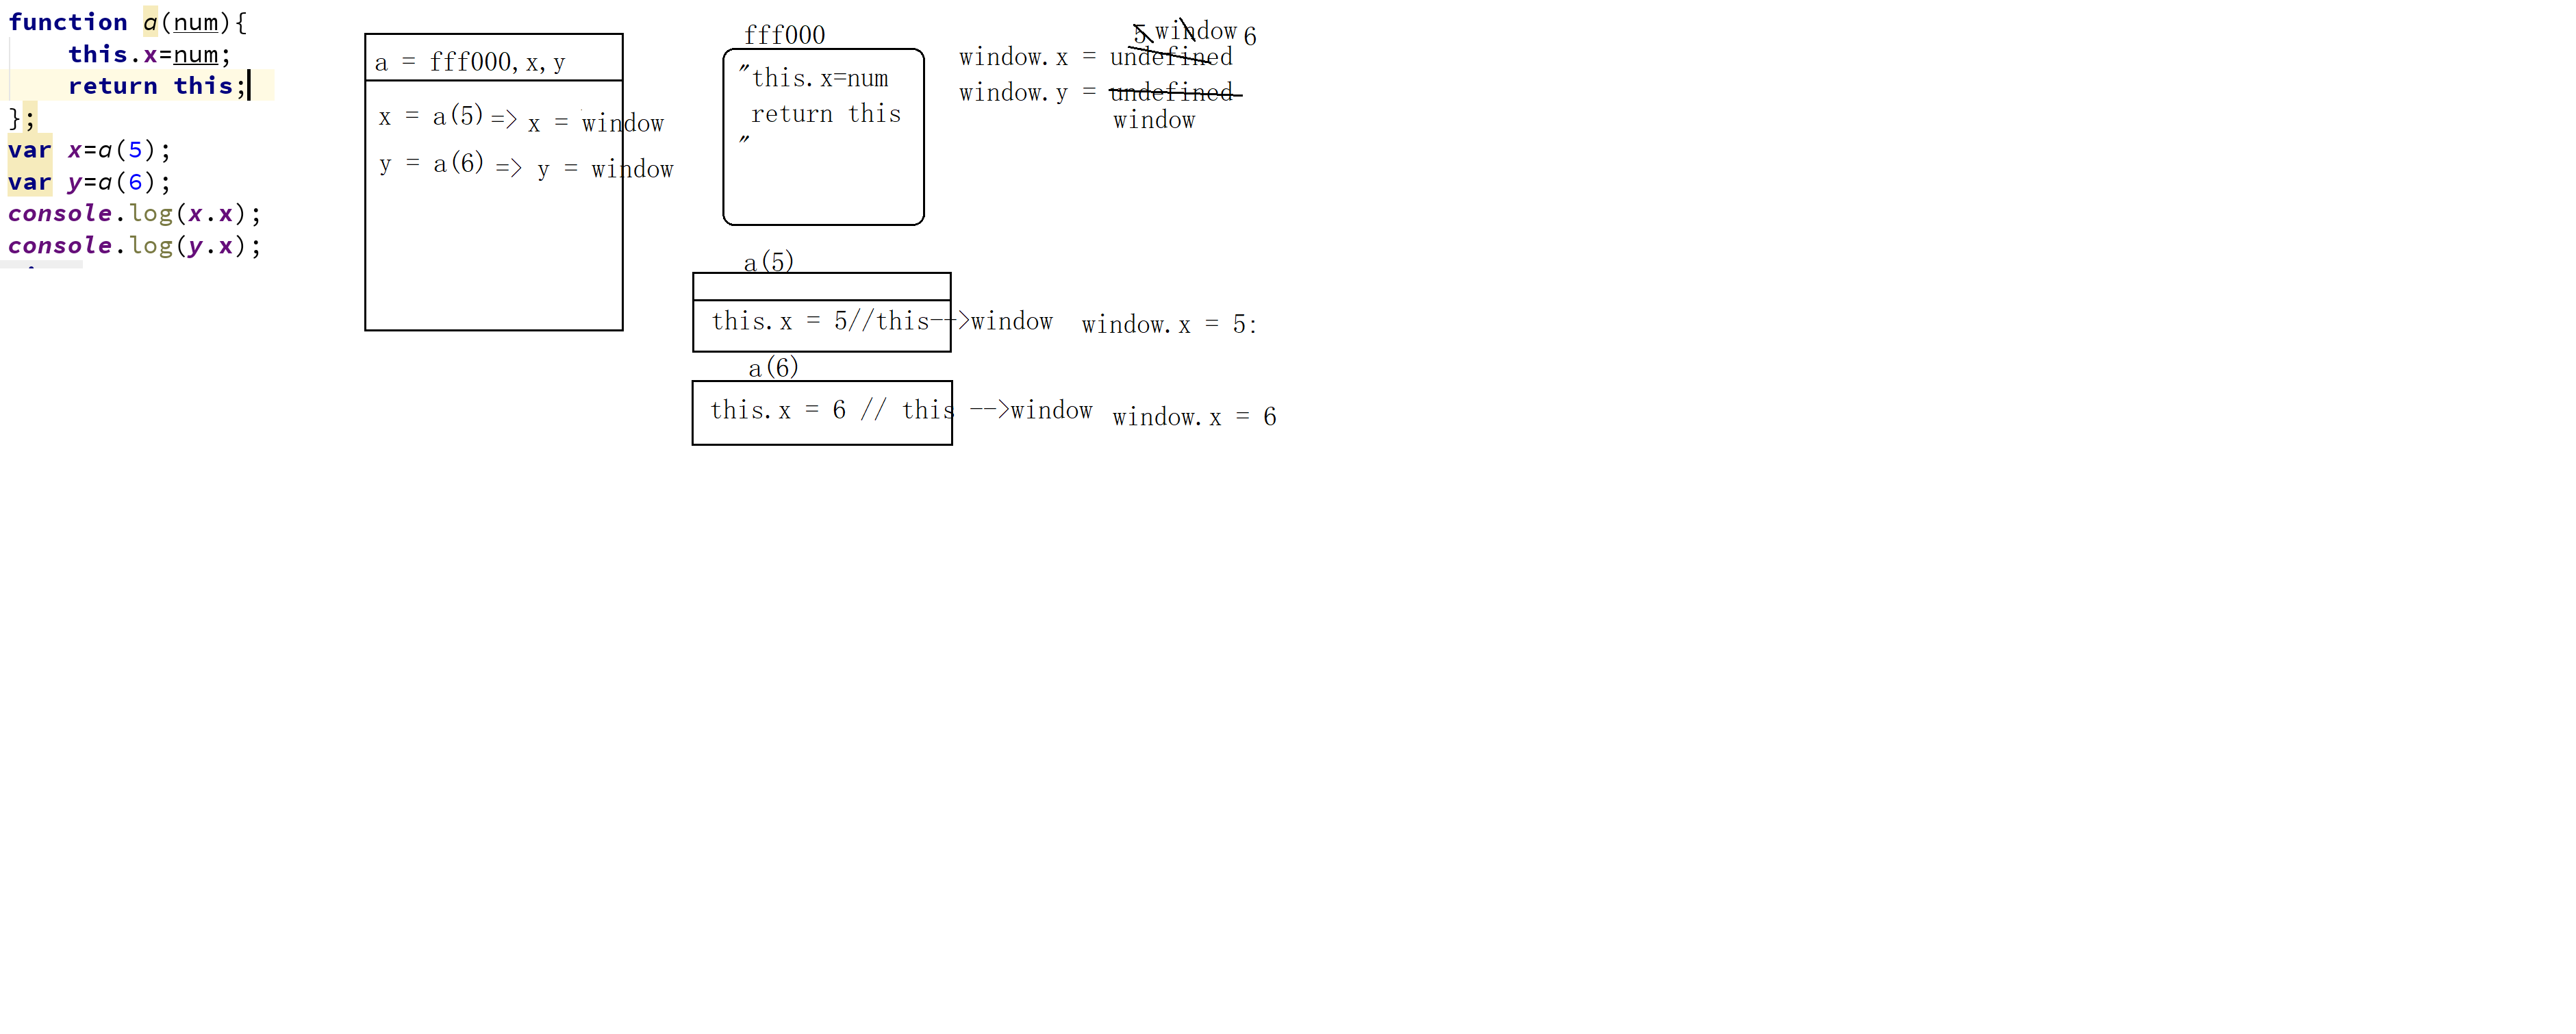 function a(num){
this.x=num;
return this;
};
var x=a(5);
var y=a(6);
console.log(x.x);
console.log(y.x);
a = fff000,x,y
x = a(5) => x = window
y = a(6) => y = window
fff000
"this.x=num
return this
"
5 window 6
window.x = undefined
window.y = undefined
window
a(5)
this.x = 5//this-->window window.x = 5:
a(6)
this.x = 6 // this -->window window.x = 6